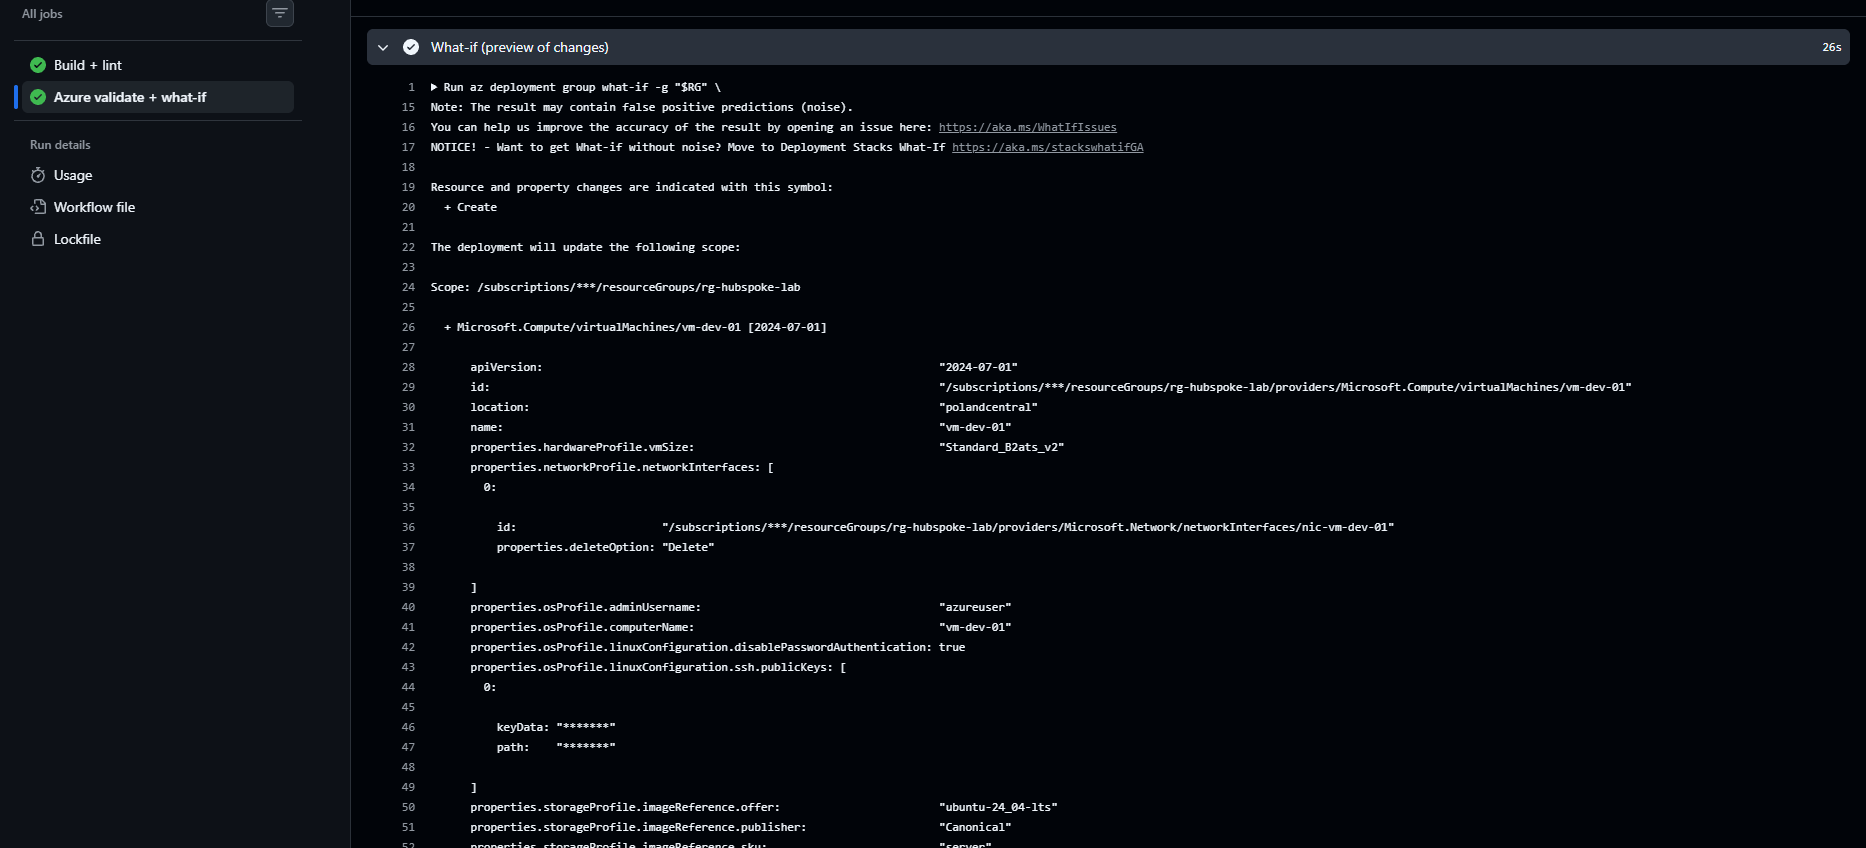 All jobs
Build + lint
Azure validate + what-if
Run details
Usage
Workflow file
Lockfile
What-if (preview of changes)
26s
1 Run az deployment group what-if -g "$RG" \
15 Note: The result may contain false positive predictions (noise).
16 You can help us improve the accuracy of the result by opening an issue here: https://aka.ms/WhatIfIssues
17 NOTICE! - Want to get What-if without noise? Move to Deployment Stacks What-If https://aka.ms/stackswhatifGA
18
19 Resource and property changes are indicated with this symbol:
20 + Create
21
22 The deployment will update the following scope:
23
24 Scope: /subscriptions/***/resourceGroups/rg-hubspoke-lab
25
26 + Microsoft.Compute/virtualMachines/vm-dev-01 [2024-07-01]
27
28 apiVersion: "2024-07-01"
29 id: "/subscriptions/***/resourceGroups/rg-hubspoke-lab/providers/Microsoft.Compute/virtualMachines/vm-dev-01"
30 location: "polandcentral"
31 name: "vm-dev-01"
32 properties.hardwareProfile.vmSize: "Standard_B2ats_v2"
33 properties.networkProfile.networkInterfaces: [
34 0:
35
36 id: "/subscriptions/***/resourceGroups/rg-hubspoke-lab/providers/Microsoft.Network/networkInterfaces/nic-vm-dev-01"
37 properties.deleteOption: "Delete"
38
39 ]
40 properties.osProfile.adminUsername: "azureuser"
41 properties.osProfile.computerName: "vm-dev-01"
42 properties.osProfile.linuxConfiguration.disablePasswordAuthentication: true
43 properties.osProfile.linuxConfiguration.ssh.publicKeys: [
44 0:
45
46 keyData: "*******"
47 path: "*******"
48
49 ]
50 properties.storageProfile.imageReference.offer: "ubuntu-24_04-lts"
51 properties.storageProfile.imageReference.publisher: "Canonical"
52 properties.storageProfile.imageReference.sku: "server"